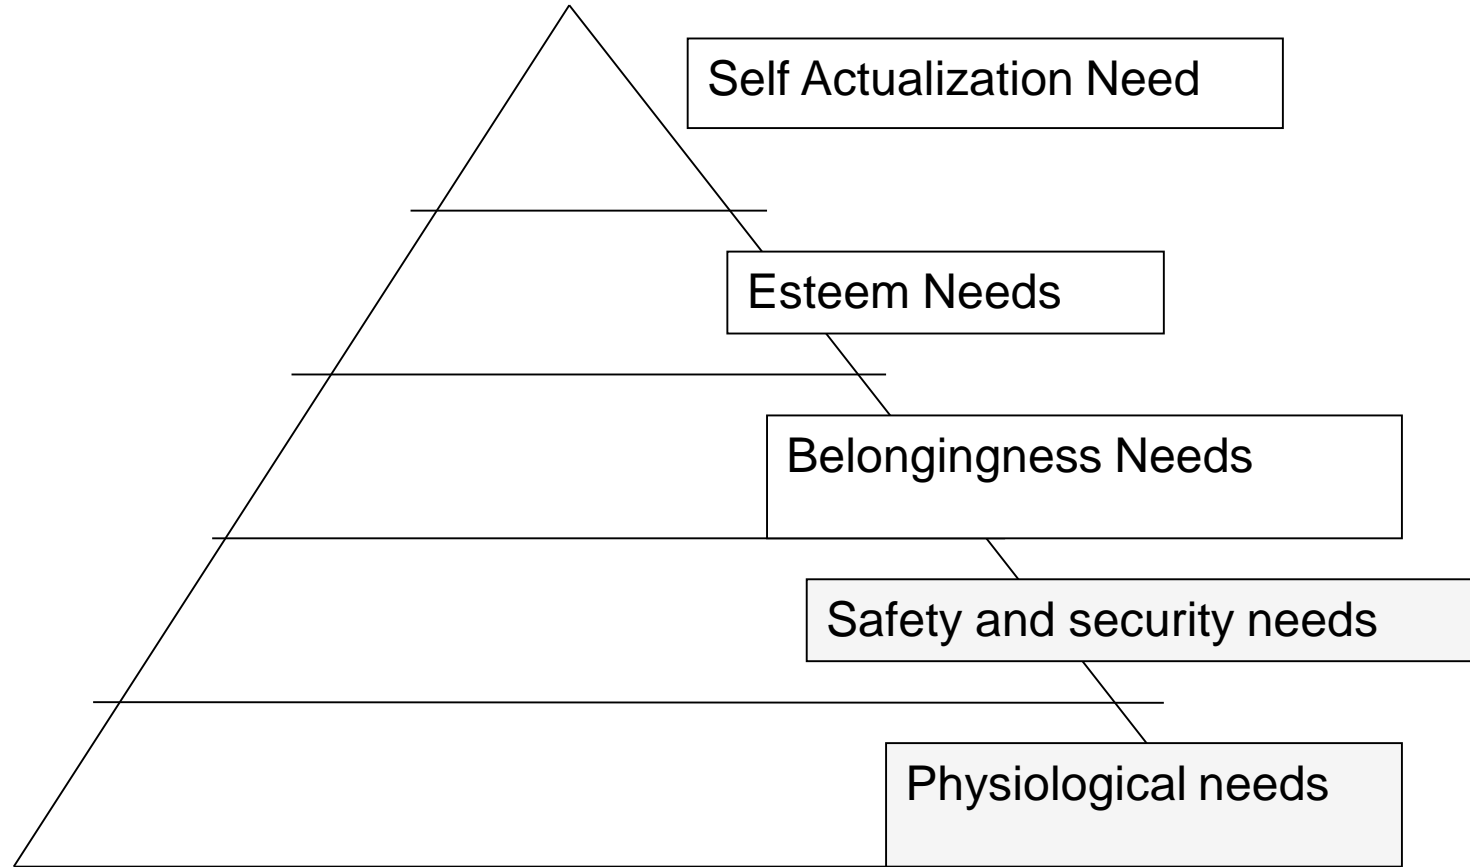 Self Actualization Need
Esteem Needs
Belongingness Needs
Safety and security needs
Physiological needs